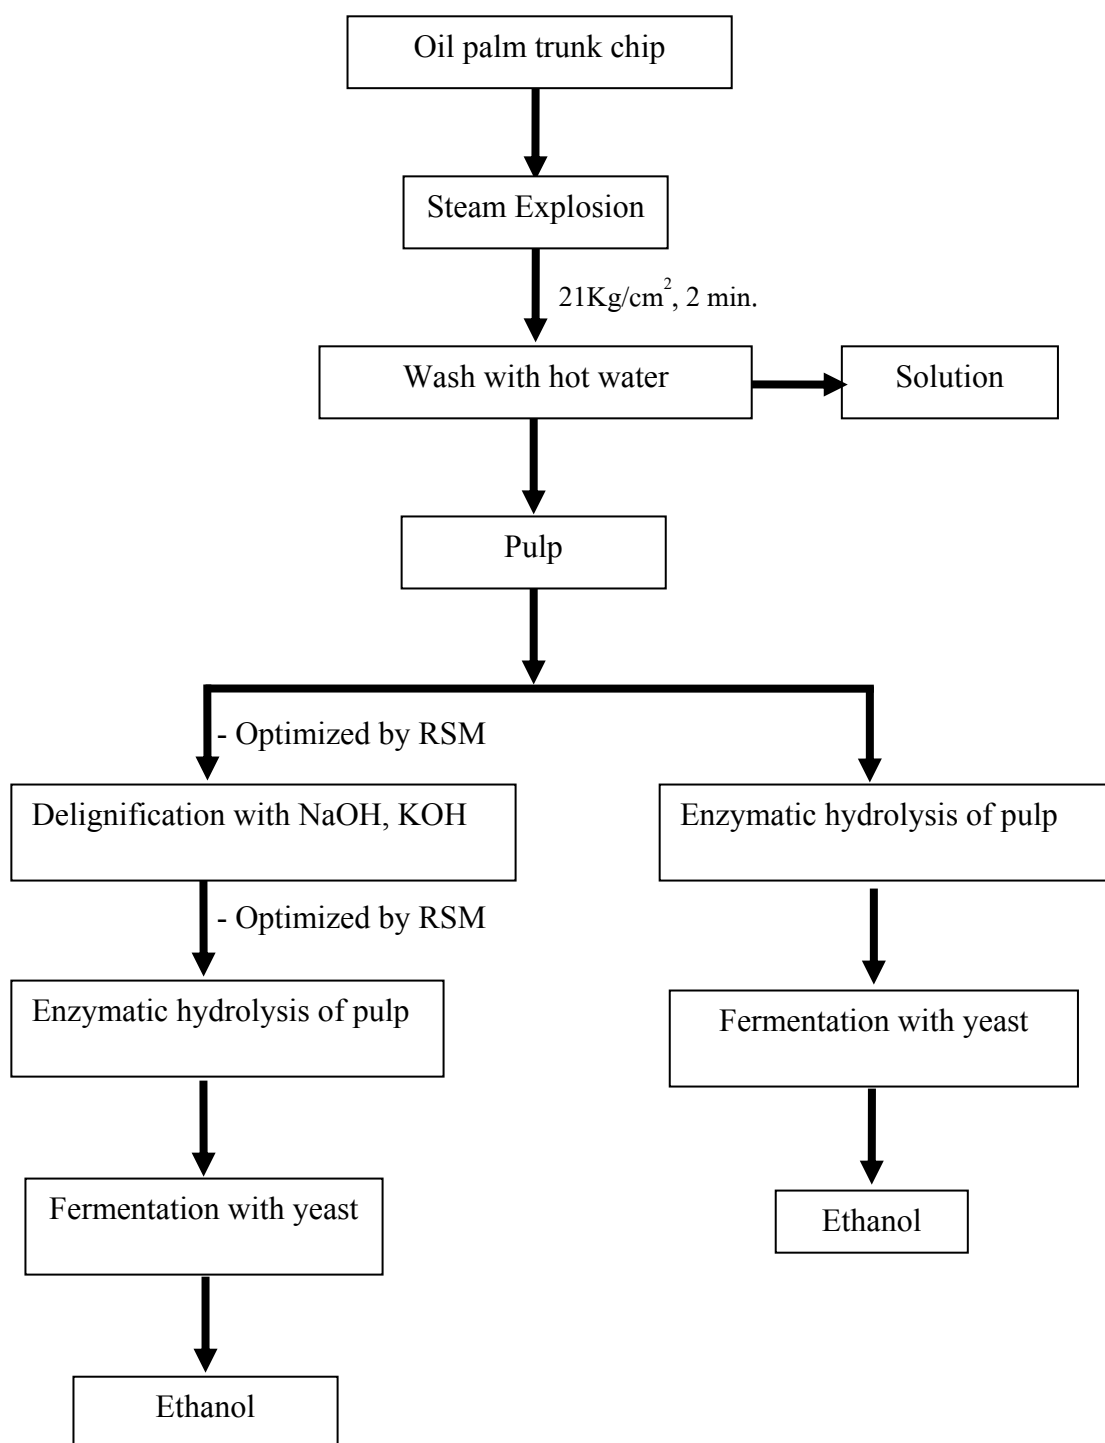 Oil palm trunk chip
Steam Explosion
21Kg/cm², 2 min.
Wash with hot water
Solution
Pulp
- Optimized by RSM
Delignification with NaOH, KOH
- Optimized by RSM
Enzymatic hydrolysis of pulp
Fermentation with yeast
Ethanol
Enzymatic hydrolysis of pulp
Fermentation with yeast
Ethanol